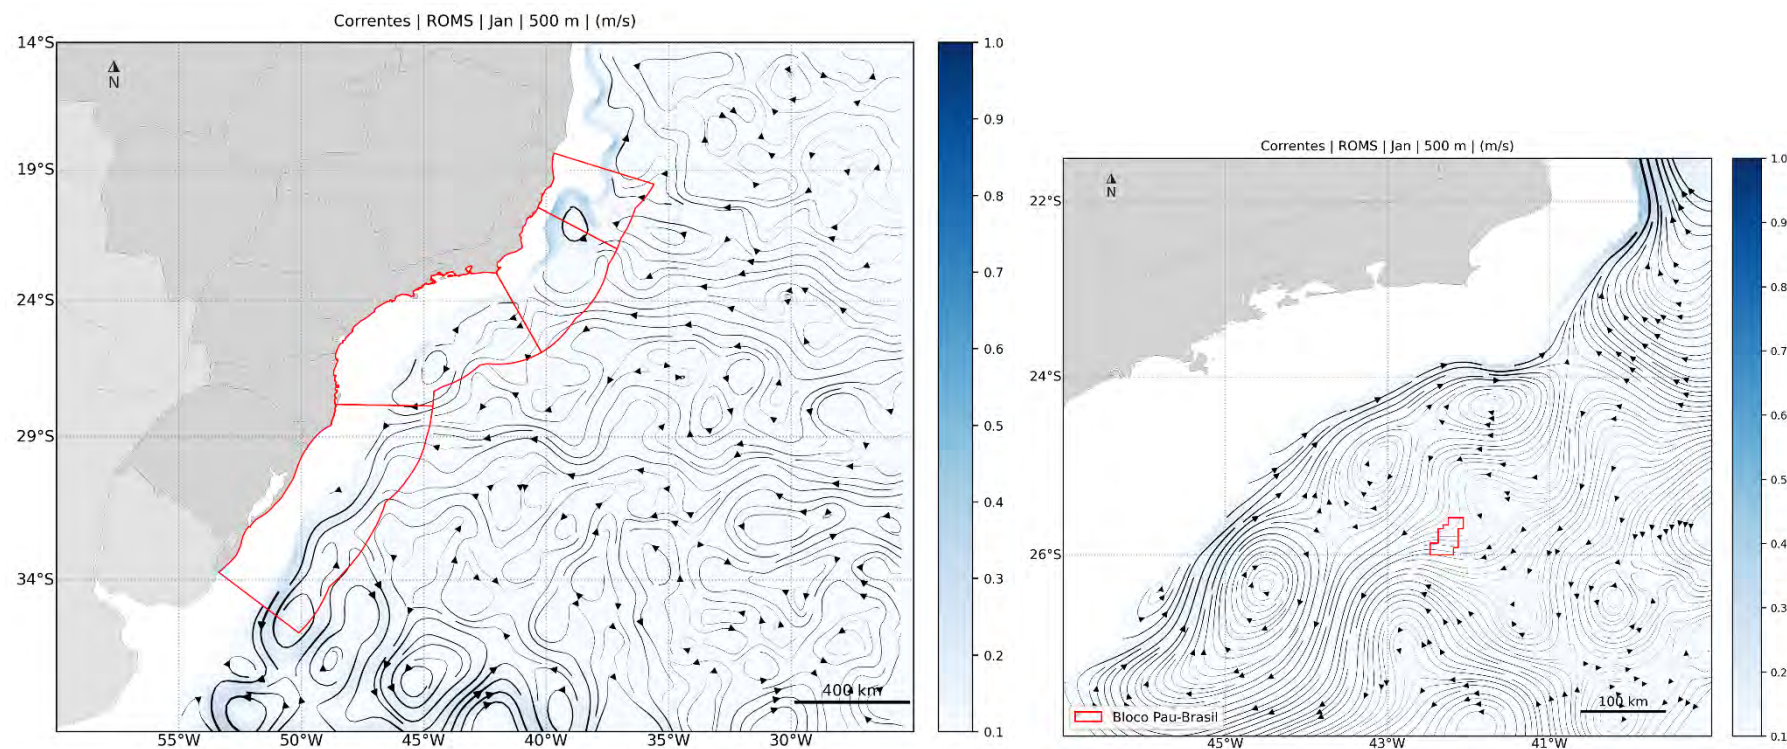 Correntes | ROMS | Jan | 500 m | (m/s)
14°S
19°S
24°S
29°S
34°S
N
55°W
50°W
45°W
40°W
35°W
30°W
400 km
1.0
0.9
0.8
0.7
0.6
0.5
0.4
0.3
0.2
0.1
Correntes | ROMS | Jan | 500 m | (m/s)
22°S
24°S
26°S
N
Bloco Pau-Brasil
45°W
43°W
41°W
100 km
1.0
0.9
0.8
0.7
0.6
0.5
0.4
0.3
0.2
0.1